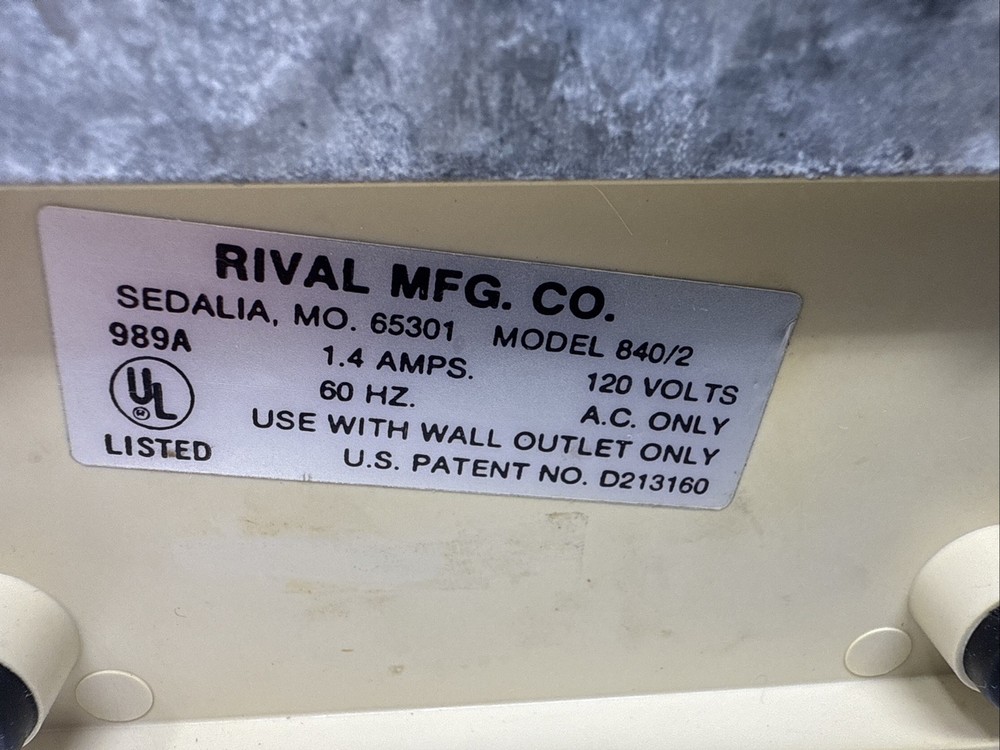 RIVAL MFG. CO.
SEDALIA, MO. 65301 MODEL 840/2
989A 1.4 AMPS. 120 VOLTS
60 HZ. A.C. ONLY
UL ®
LISTED
USE WITH WALL OUTLET ONLY
U.S. PATENT NO. D213160